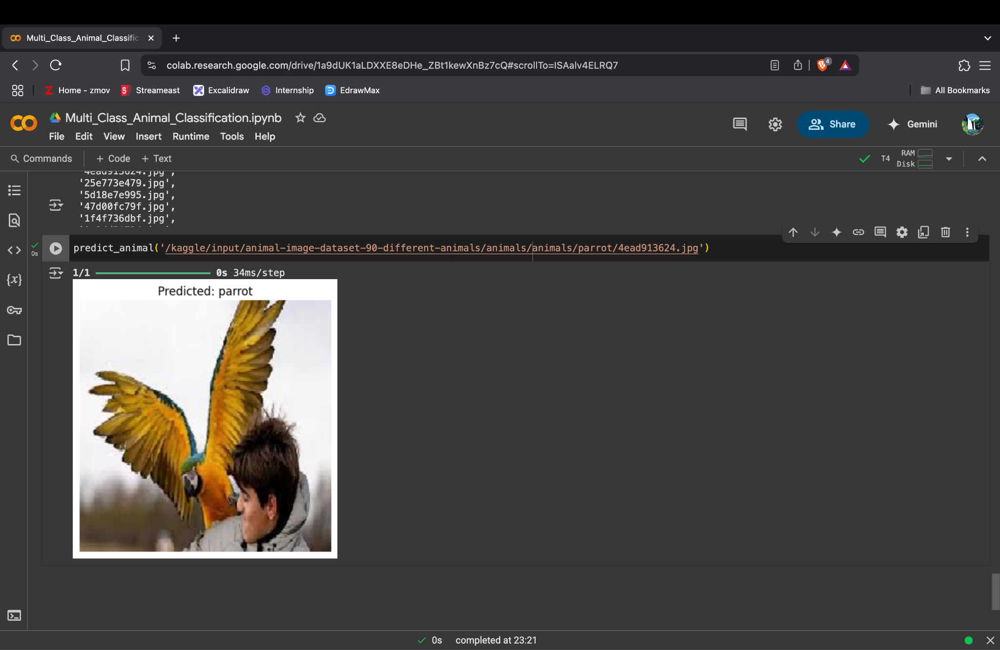 Multi_Class_Animal_Classific
colab.research.google.com/drive/1a9dUK1aLDXXE8eDHe_ZBt1kewXnBz7cQ#scrollTo=ISAalv4ELRQ7
4
Home - zmov
Streameast
Excalidraw
Internship
EdrawMax
All Bookmarks
Multi_Class_Animal_Classification.ipynb
File Edit View Insert Runtime Tools Help
Share
Gemini
Commands
+ Code
+ Text
T4
RAM
Disk
'4ead913624.jpg',
'25e773e479.jpg',
'5d18e7e995.jpg',
'47d00fc79f.jpg',
'1f4f736dbf.jpg',
0s
predict_animal('/kaggle/input/animal-image-dataset-90-different-animals/animals/animals/parrot/4ead913624.jpg')
1/1 0s 34ms/step
Predicted: parrot
0s completed at 23:21